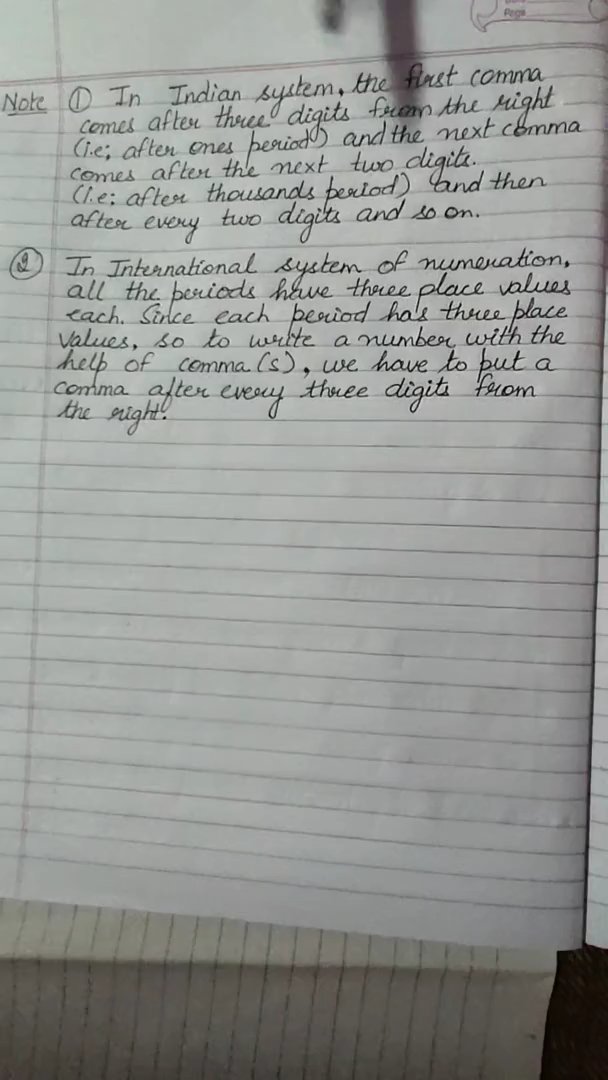 Page
Note ① In Indian system, the first comma
comes after three digits from the right
(i.e; after ones period) and the next comma
comes after the next two digits.
(i.e; after thousands period) and then
after every two digits and so on.
② In International system of numeration,
all the periods have three place values
each. Since each period has three place
values, so to write a number with the
help of comma(s), we have to put a
comma after every three digits from
the right.